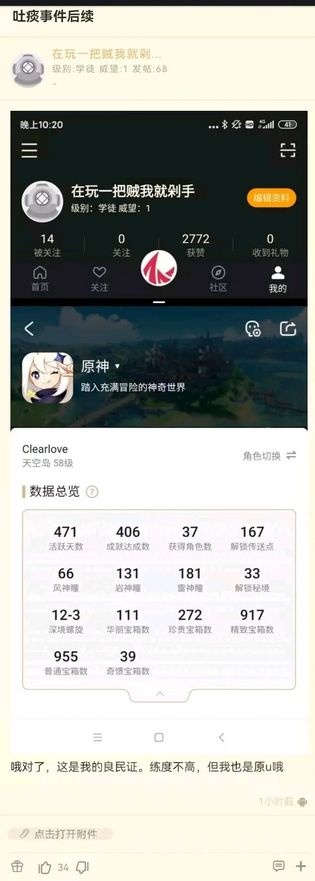 吐痰事件后续
在玩一把贼我就剁...
级别:学徒 威望:1 发帖:68
晚上10:20
... HD 4G 41
在玩一把贼我就剁手
级别：学徒 威望：1
编辑资料
14 0 2772 0
被关注 关注 获赞 收到礼物
首页 关注 社区 我的
原神
踏入充满冒险的神奇世界
Clearlove
天空岛 58级
角色切换
数据总览 ?
471 406 37 167
活跃天数 成就达成数 获得角色数 解锁传送点
66 131 181 33
风神瞳 岩神瞳 雷神瞳 解锁秘境
12-3 111 272 917
深境螺旋 华丽宝箱数 珍贵宝箱数 精致宝箱数
955 39
普通宝箱数 奇馈宝箱数
哦对了，这是我的良民证。练度不高，但我也是原u哦
1小时前
点击打开附件
34